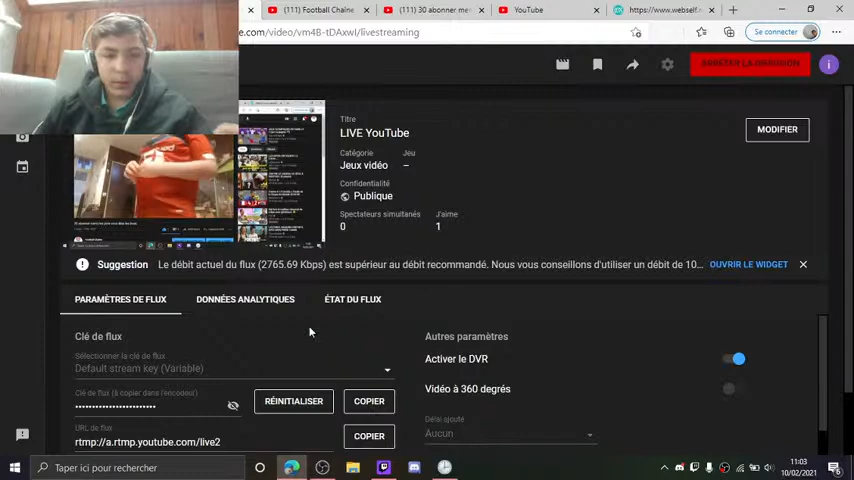 (111) Football Chaîne
(111) 30 abonner mer
YouTube
https://www.webself.m
e.com/video/vm4B-tDAxwI/livestreaming
Se connecter
ARRÊTER LA DIFFUSION
i
Titre
LIVE YouTube
MODIFIER
Catégorie
Jeu
Jeux vidéo
–
Confidentialité
Publique
Spectateurs simultanés
J'aime
0
1
Suggestion Le débit actuel du flux (2765.69 Kbps) est supérieur au débit recommandé. Nous vous conseillons d'utiliser un débit de 10...
OUVRIR LE WIDGET
PARAMÈTRES DE FLUX
DONNÉES ANALYTIQUES
ÉTAT DU FLUX
Clé de flux
Autres paramètres
Sélectionner la clé de flux
Default stream key (Variable)
Activer le DVR
Vidéo à 360 degrés
Clé de flux (à copier dans l'encodeur)
••••••••••••••••••••••••
RÉINITIALISER
COPIER
Délai ajouté
Aucun
URL de flux
rtmp://a.rtmp.youtube.com/live2
COPIER
Taper ici pour rechercher
11:03
10/02/2021